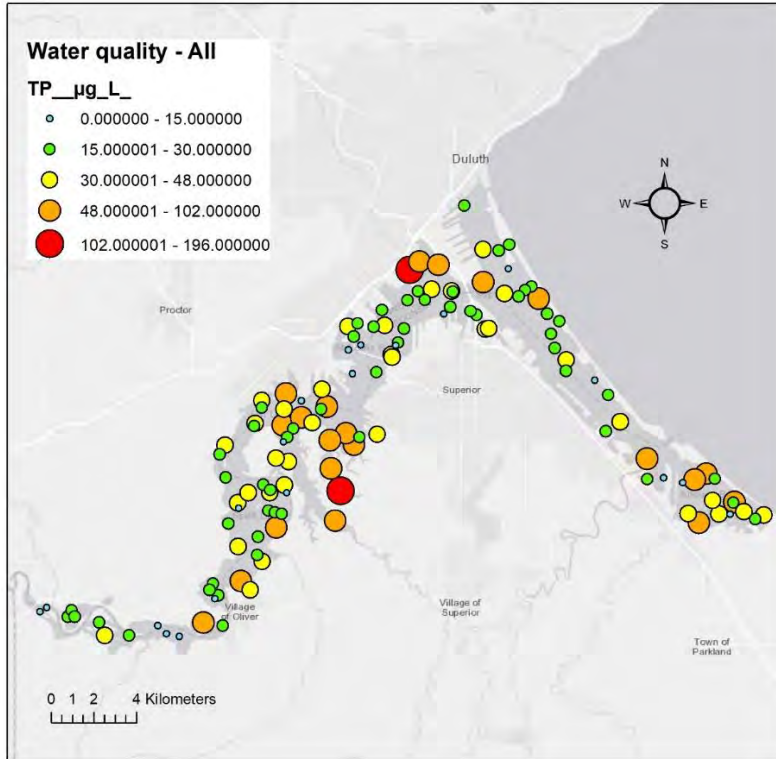 Water quality - All
TP__µg_L_
0.000000 - 15.000000
15.000001 - 30.000000
30.000001 - 48.000000
48.000001 - 102.000000
102.000001 - 196.000000
Duluth
N
W E
S
Proctor
Superior
Village
of Oliver
Village of
Superior
Town of
Parkland
0 1 2 4 Kilometers